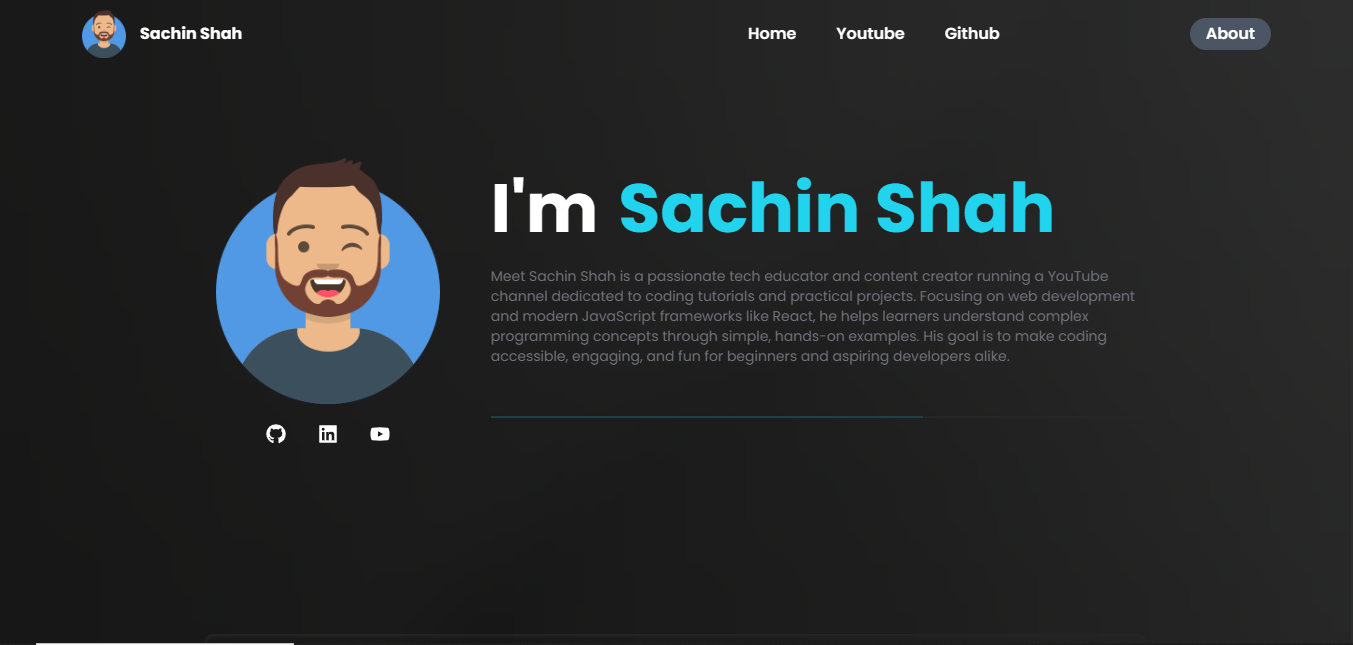 Sachin Shah
Home
Youtube
Github
About
I'm Sachin Shah
Meet Sachin Shah is a passionate tech educator and content creator running a YouTube
channel dedicated to coding tutorials and practical projects. Focusing on web development
and modern JavaScript frameworks like React, he helps learners understand complex
programming concepts through simple, hands-on examples. His goal is to make coding
accessible, engaging, and fun for beginners and aspiring developers alike.
in